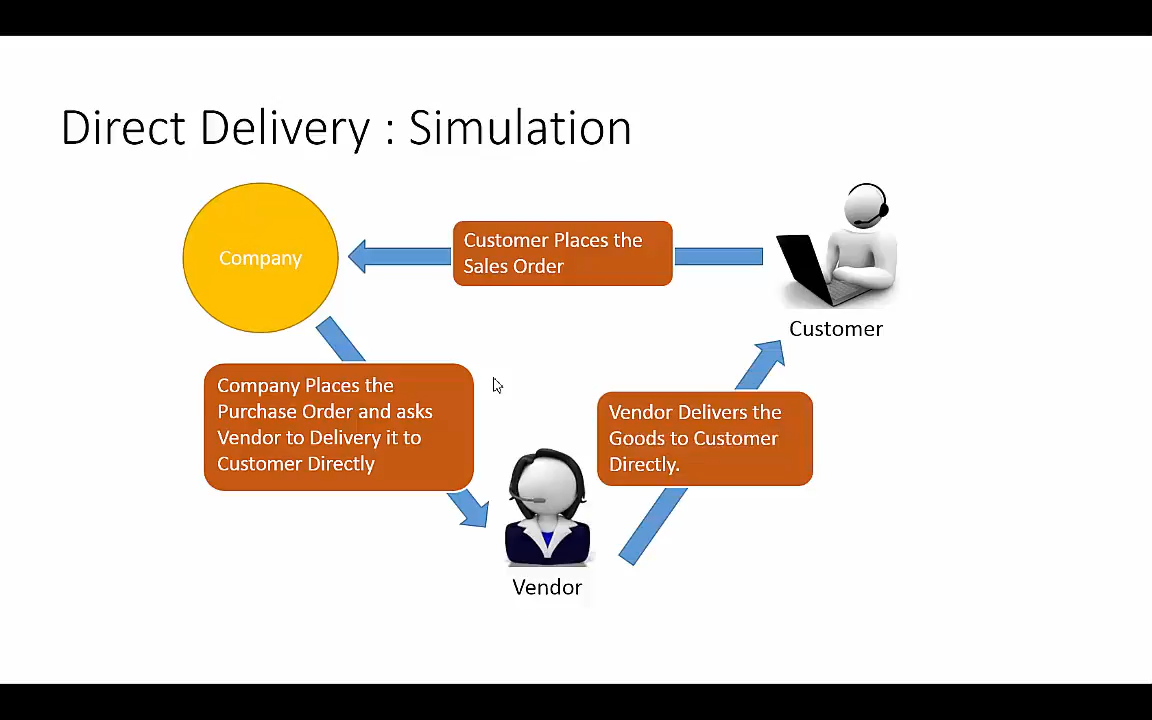 Direct Delivery : Simulation
Company
Customer Places the
Sales Order
Customer
Company Places the
Purchase Order and asks
Vendor to Delivery it to
Customer Directly
Vendor Delivers the
Goods to Customer
Directly.
Vendor